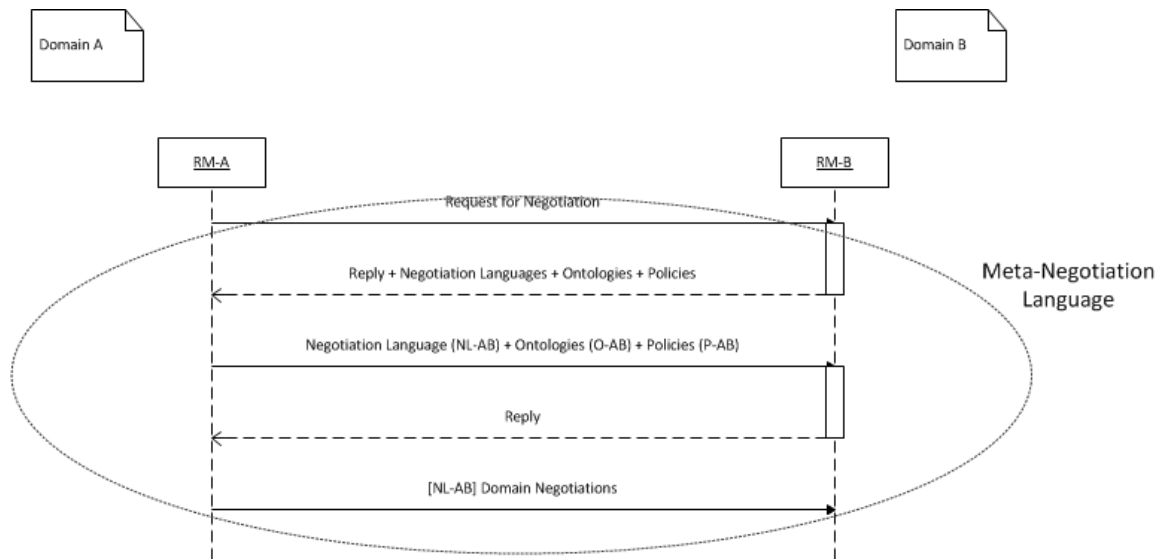 Domain A
Domain B
RM-A
RM-B
Request for Negotiation
Reply + Negotiation Languages + Ontologies + Policies
Meta-Negotiation
Language
Negotiation Language (NL-AB) + Ontologies (O-AB) + Policies (P-AB)
Reply
[NL-AB] Domain Negotiations